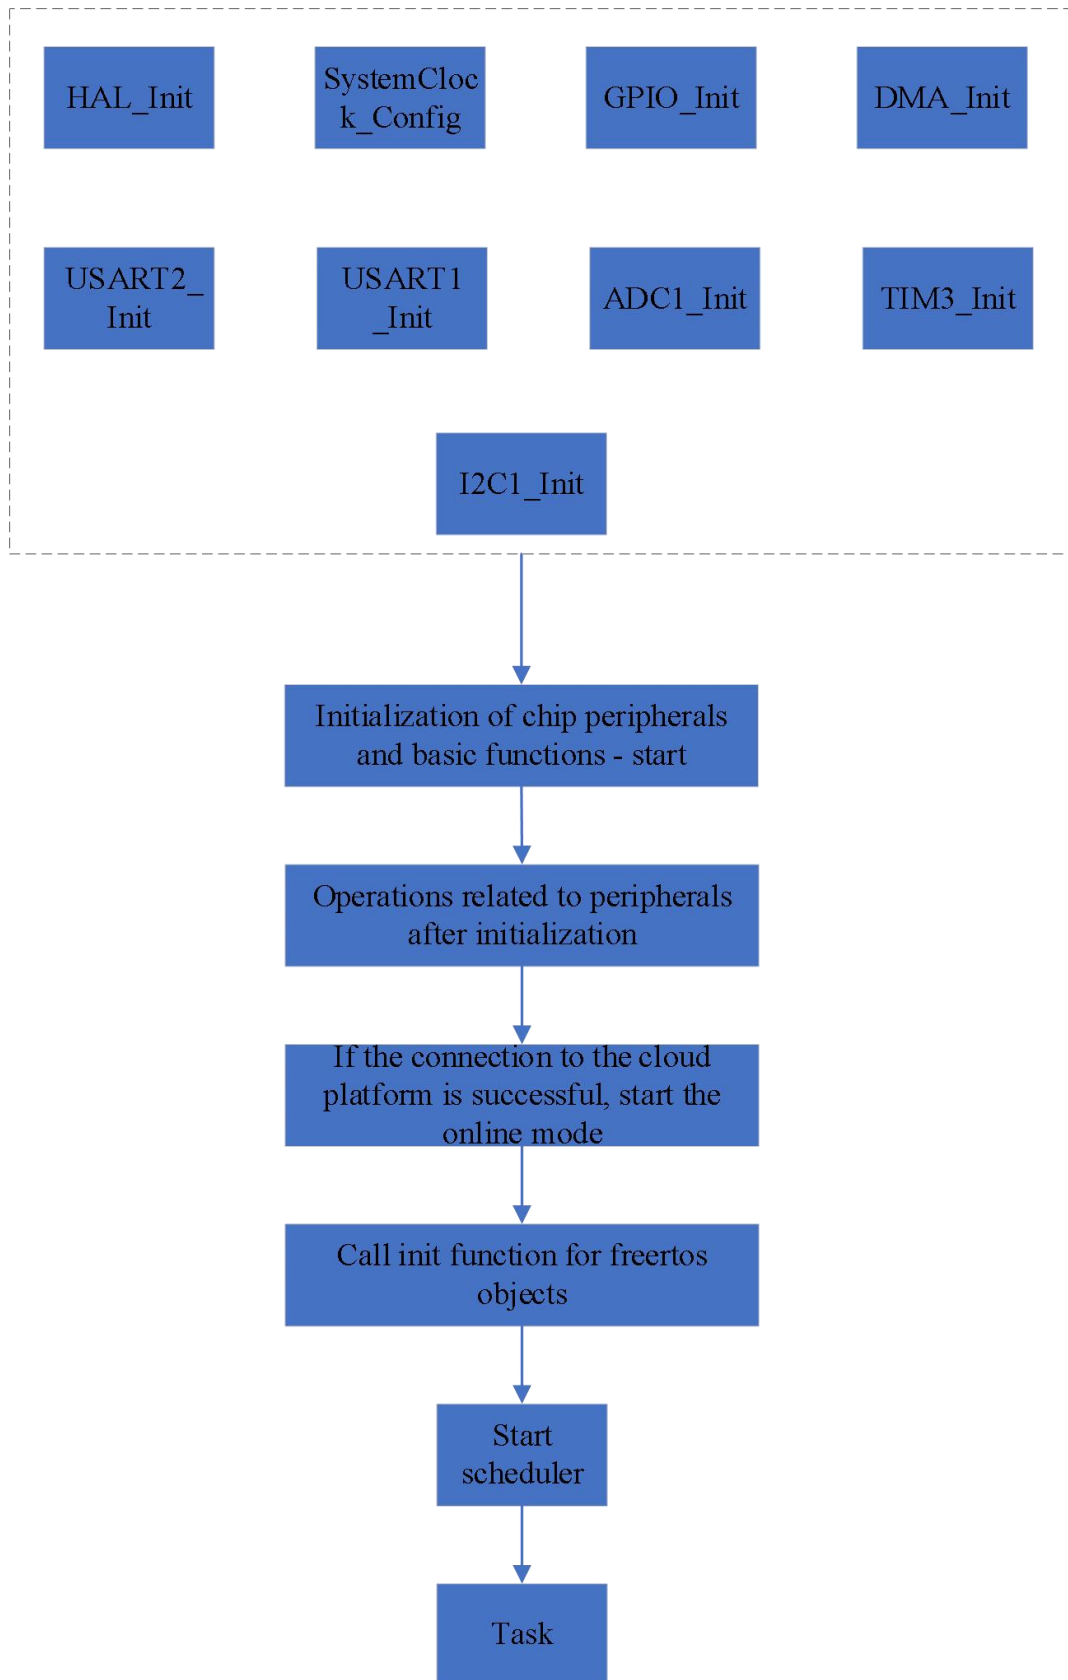 HAL_Init
SystemCloc
k_Config
GPIO_Init
DMA_Init
USART2_
Init
USART1
_Init
ADC1_Init
TIM3_Init
I2C1_Init
Initialization of chip peripherals
and basic functions - start
Operations related to peripherals
after initialization
If the connection to the cloud
platform is successful, start the
online mode
Call init function for freertos
objects
Start
scheduler
Task